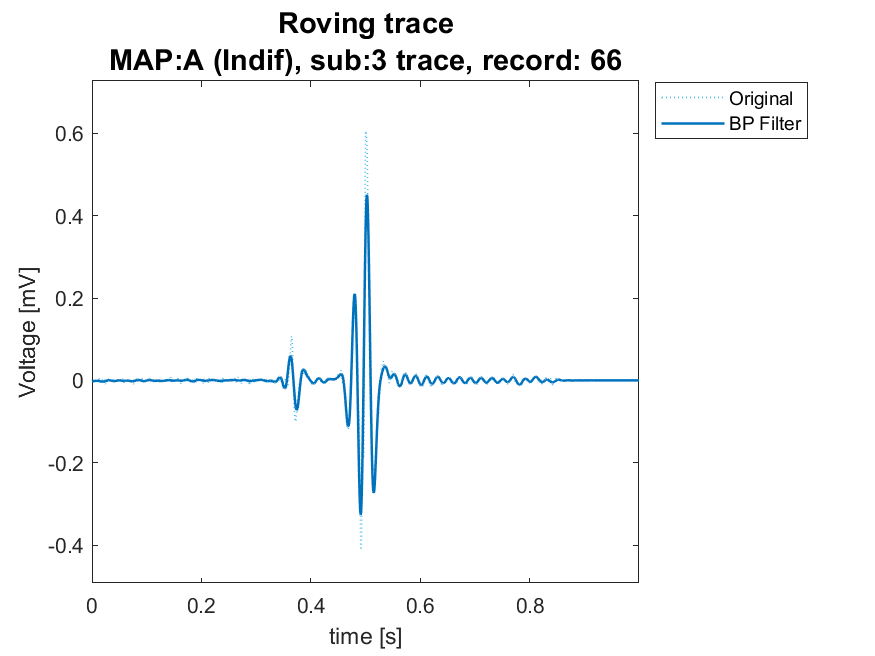 Roving trace
MAP:A (Indif), sub:3 trace, record: 66
Original
BP Filter
0.6
0.4
0.2
0
-0.2
-0.4
Voltage [mV]
0 0.2 0.4 0.6 0.8
time [s]